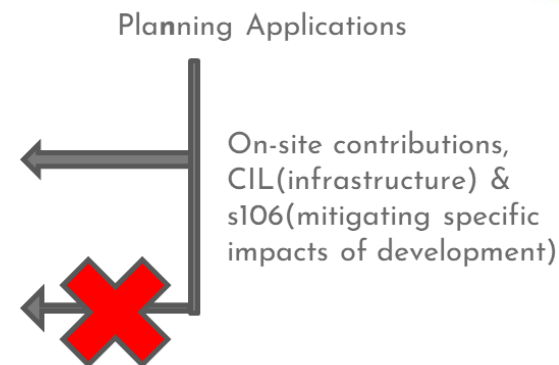 Planning Applications
On-site contributions,
CIL(infrastructure) &
s106(mitigating specific
impacts of development)